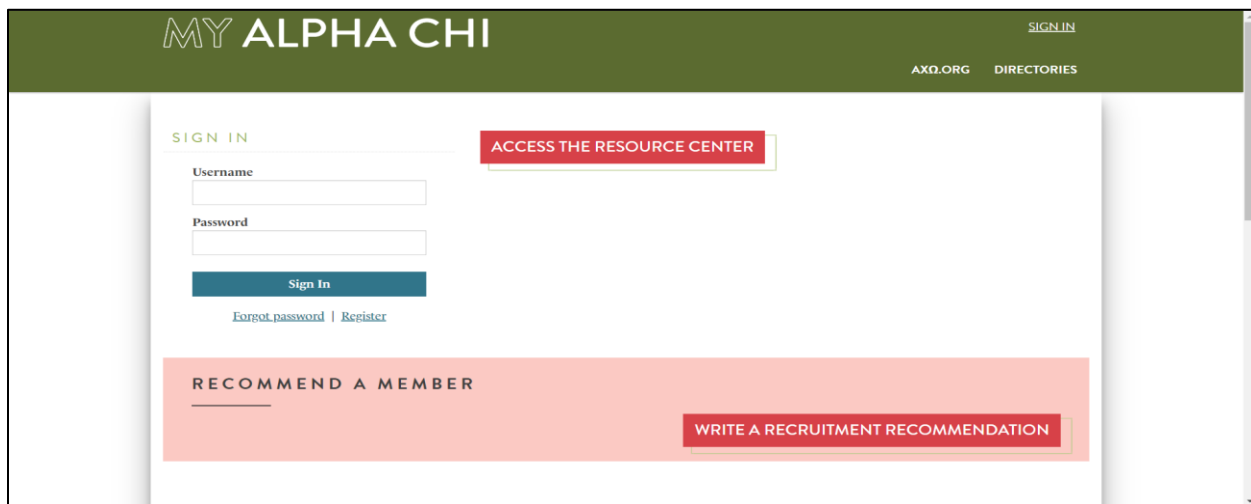 MY ALPHA CHI
SIGN IN
ΑΧΩ.ORG DIRECTORIES
SIGN IN
ACCESS THE RESOURCE CENTER
Username
Password
Sign In
Forgot password | Register
RECOMMEND A MEMBER
WRITE A RECRUITMENT RECOMMENDATION